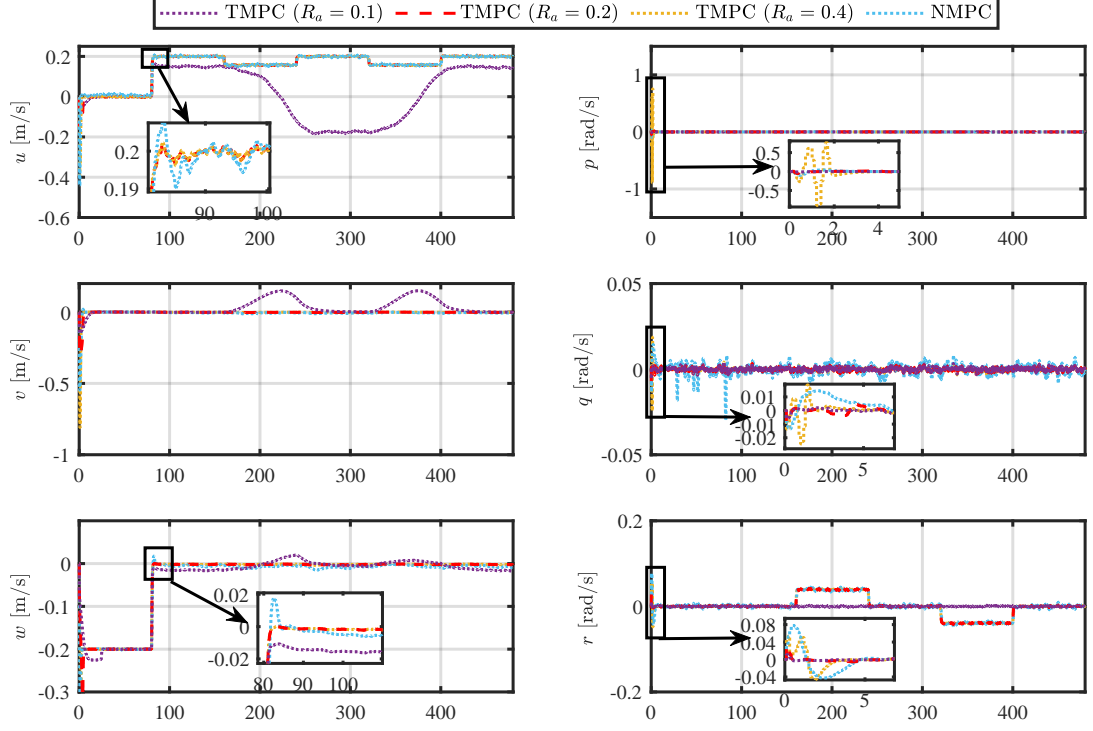 TMPC (R_a = 0.1) TMPC (R_a = 0.2) TMPC (R_a = 0.4) NMPC
0.2
0
-0.2
-0.4
-0.6
u [m/s]
0.2
0.19
90 100
0 100 200 300 400
1
0
-1
p [rad/s]
0.5
0
-0.5
0 2 4
0 100 200 300 400
0
-0.5
-1
v [m/s]
0 100 200 300 400
0.05
0
-0.05
q [rad/s]
0.01
0
-0.01
-0.02
0 5
0 100 200 300 400
0
-0.1
-0.2
-0.3
w [m/s]
0.02
0
-0.02
80 90 100
0 100 200 300 400
0.2
0
-0.2
r [rad/s]
0.08
0.04
0
-0.04
0 5
0 100 200 300 400